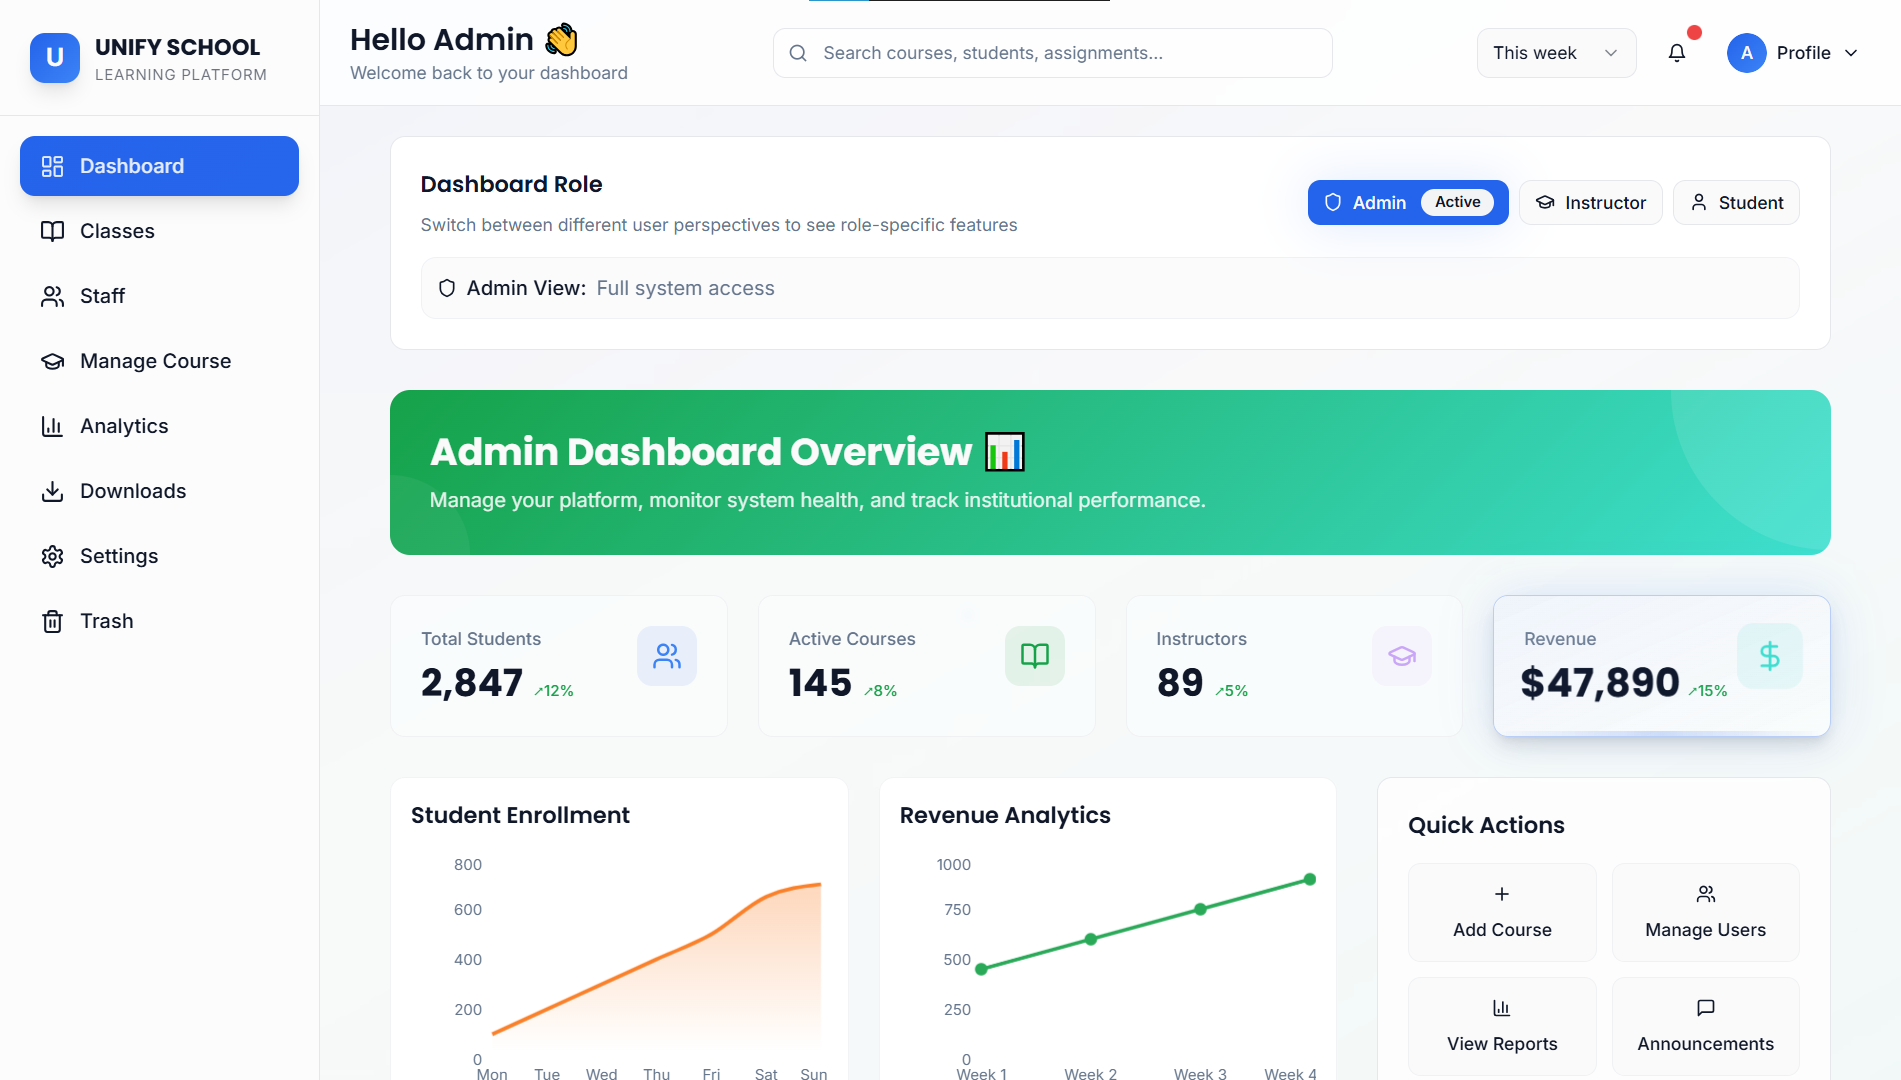 U
UNIFY SCHOOL
LEARNING PLATFORM
Dashboard
Classes
Staff
Manage Course
Analytics
Downloads
Settings
Trash
Hello Admin 👋
Welcome back to your dashboard
Search courses, students, assignments...
This week
A
Profile
Dashboard Role
Switch between different user perspectives to see role-specific features
Admin Active
Instructor
Student
Admin View: Full system access
Admin Dashboard Overview 📊
Manage your platform, monitor system health, and track institutional performance.
Total Students
2,847 ↗12%
Active Courses
145 ↗8%
Instructors
89 ↗5%
Revenue
$47,890 ↗15%
Student Enrollment
800
600
400
200
0
Mon Tue Wed Thu Fri Sat Sun
Revenue Analytics
1000
750
500
250
0
Week 1 Week 2 Week 3 Week 4
Quick Actions
Add Course
Manage Users
View Reports
Announcements